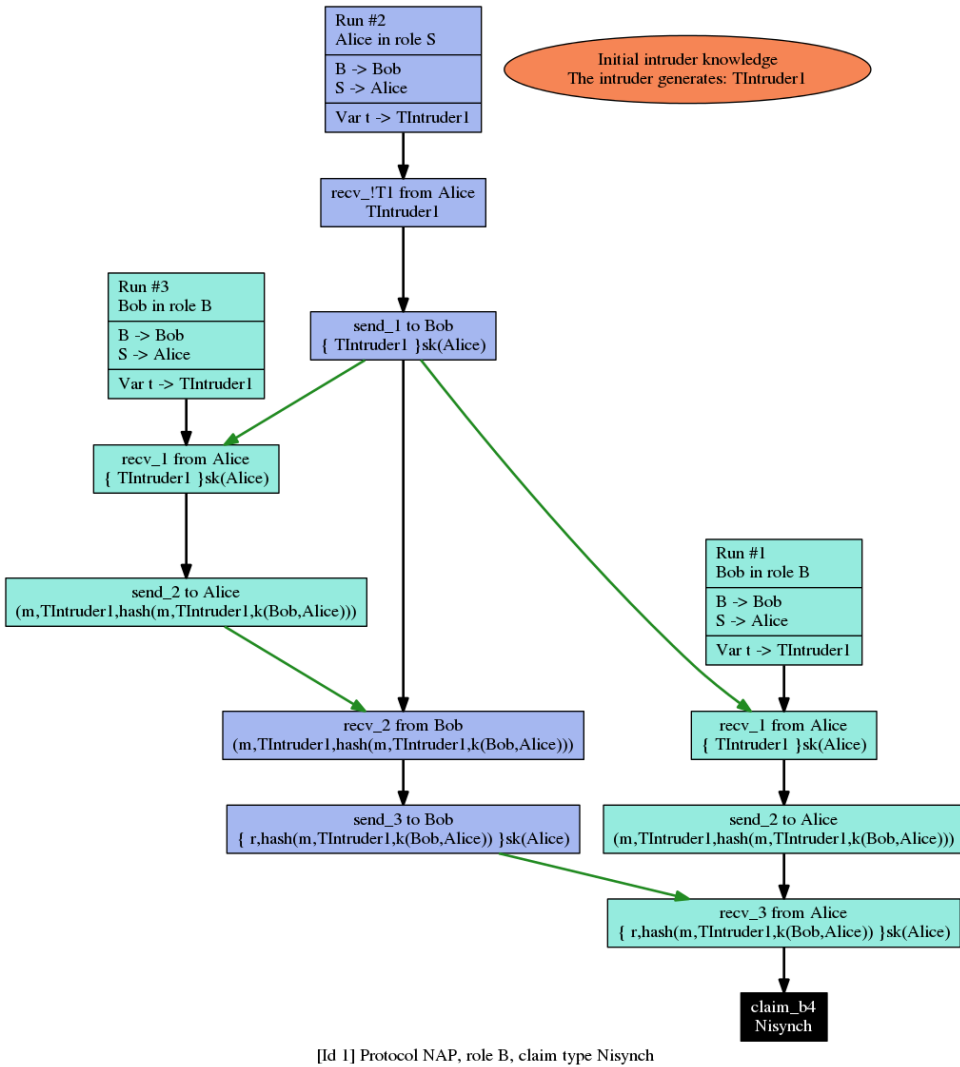 Run #2
Alice in role S
B -> Bob
S -> Alice
Var t -> TIntruder1
Initial intruder knowledge
The intruder generates: TIntruder1
recv_!T1 from Alice
TIntruder1
Run #3
Bob in role B
B -> Bob
S -> Alice
Var t -> TIntruder1
send_1 to Bob
{ TIntruder1 }sk(Alice)
recv_1 from Alice
{ TIntruder1 }sk(Alice)
send_2 to Alice
(m,TIntruder1,hash(m,TIntruder1,k(Bob,Alice)))
Run #1
Bob in role B
B -> Bob
S -> Alice
Var t -> TIntruder1
recv_2 from Bob
(m,TIntruder1,hash(m,TIntruder1,k(Bob,Alice)))
recv_1 from Alice
{ TIntruder1 }sk(Alice)
send_3 to Bob
{ r,hash(m,TIntruder1,k(Bob,Alice)) }sk(Alice)
send_2 to Alice
(m,TIntruder1,hash(m,TIntruder1,k(Bob,Alice)))
recv_3 from Alice
{ r,hash(m,TIntruder1,k(Bob,Alice)) }sk(Alice)
claim_b4
Nisynch
[Id 1] Protocol NAP, role B, claim type Nisynch